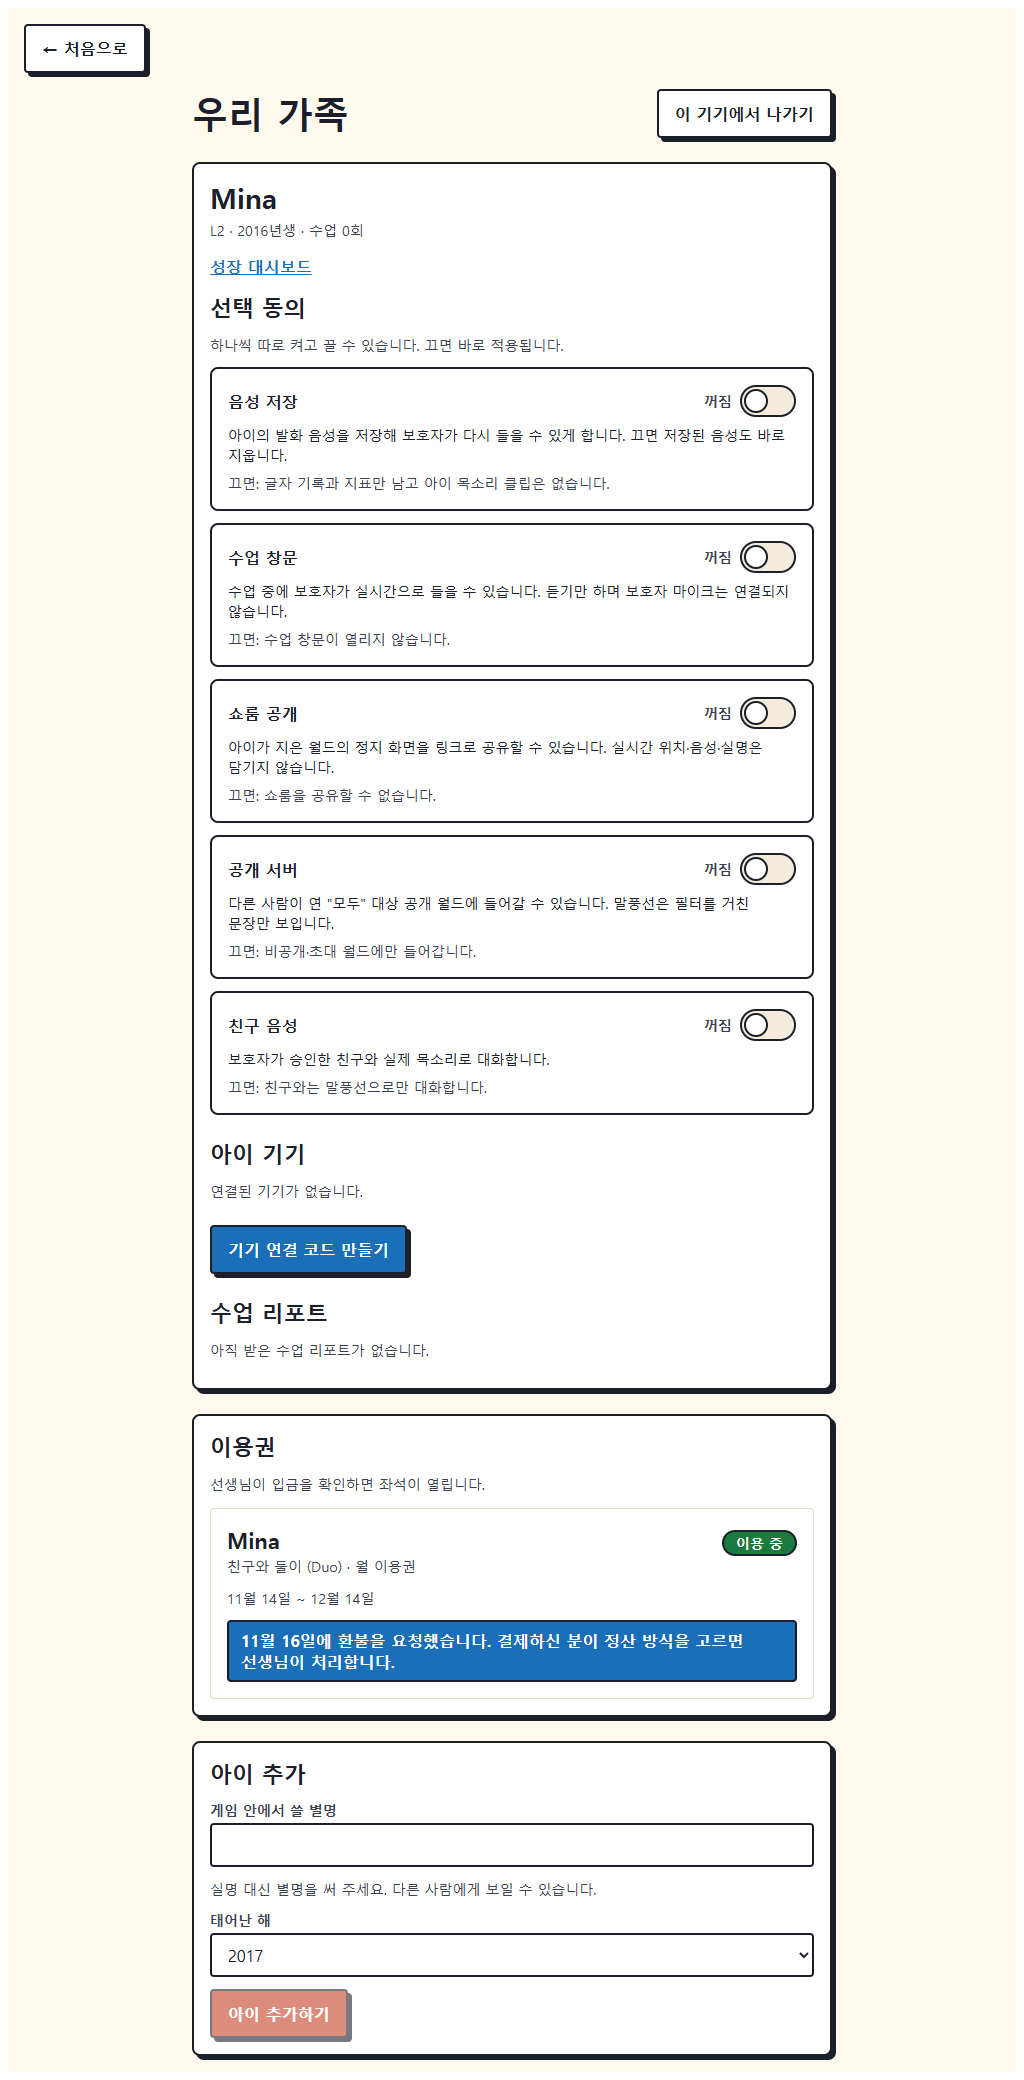 ← 처음으로
우리 가족
이 기기에서 나가기
Mina
L2 · 2016년생 · 수업 0회
성장 대시보드
선택 동의
하나씩 따로 켜고 끌 수 있습니다. 끄면 바로 적용됩니다.
음성 저장
꺼짐
아이의 발화 음성을 저장해 보호자가 다시 들을 수 있게 합니다. 끄면 저장된 음성도 바로
지웁니다.
끄면: 글자 기록과 지표만 남고 아이 목소리 클립은 없습니다.
수업 창문
꺼짐
수업 중에 보호자가 실시간으로 들을 수 있습니다. 듣기만 하며 보호자 마이크는 연결되지
않습니다.
끄면: 수업 창문이 열리지 않습니다.
쇼룸 공개
꺼짐
아이가 지은 월드의 정지 화면을 링크로 공유할 수 있습니다. 실시간 위치·음성·실명은
담기지 않습니다.
끄면: 쇼룸을 공유할 수 없습니다.
공개 서버
꺼짐
다른 사람이 연 "모두" 대상 공개 월드에 들어갈 수 있습니다. 말풍선은 필터를 거친
문장만 보입니다.
끄면: 비공개·초대 월드에만 들어갑니다.
친구 음성
꺼짐
보호자가 승인한 친구와 실제 목소리로 대화합니다.
끄면: 친구와는 말풍선으로만 대화합니다.
아이 기기
연결된 기기가 없습니다.
기기 연결 코드 만들기
수업 리포트
아직 받은 수업 리포트가 없습니다.
이용권
선생님이 입금을 확인하면 좌석이 열립니다.
Mina
이용 중
친구와 둘이 (Duo) · 월 이용권
11월 14일 ~ 12월 14일
11월 16일에 환불을 요청했습니다. 결제하신 분이 정산 방식을 고르면
선생님이 처리합니다.
아이 추가
게임 안에서 쓸 별명
실명 대신 별명을 써 주세요. 다른 사람에게 보일 수 있습니다.
태어난 해
2017
아이 추가하기